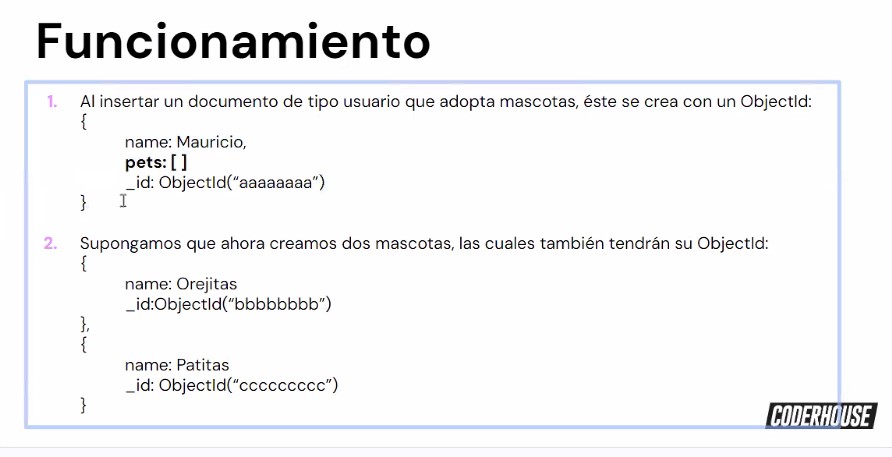 Funcionamiento
1. Al insertar un documento de tipo usuario que adopta mascotas, éste se crea con un ObjectId:
{
name: Mauricio,
pets: [ ]
_id: ObjectId(“aaaaaaaa”)
}
2. Supongamos que ahora creamos dos mascotas, las cuales también tendrán su ObjectId:
{
name: Orejitas
_id:ObjectId(“bbbbbbbb”)
},
{
name: Patitas
_id: ObjectId(“ccccccccc”)
}
CODERHOUSE